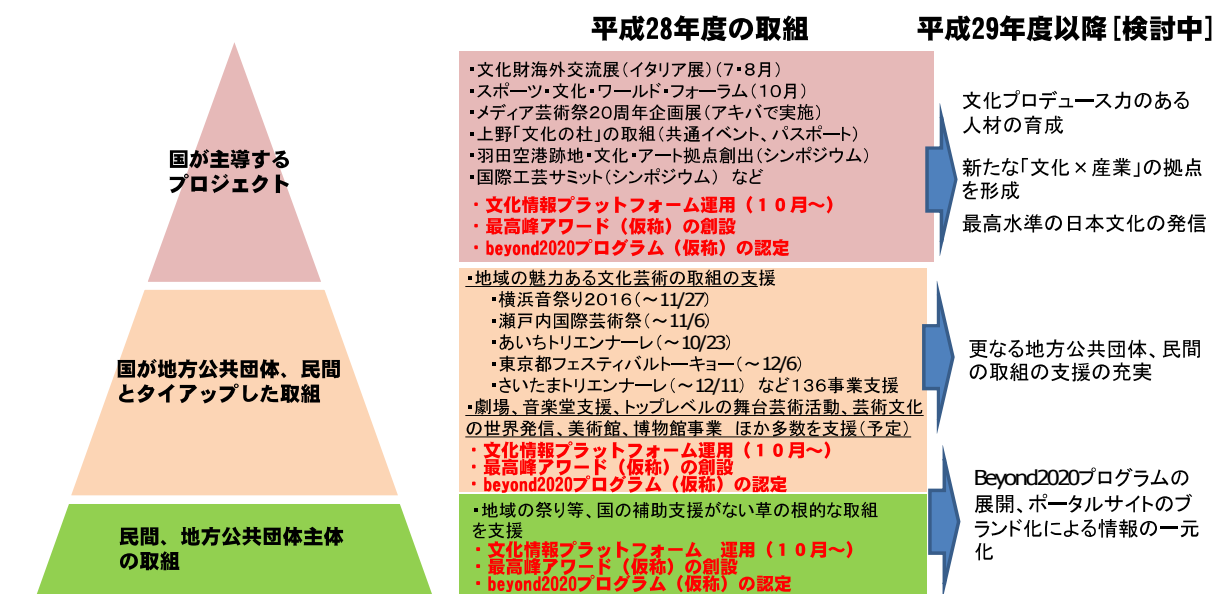 平成28年度の取組
平成29年度以降[検討中]
国が主導する
プロジェクト
・文化財海外交流展(イタリア展)(7・8月)
・スポーツ・文化・ワールド・フォーラム(10月)
・メディア芸術祭20周年企画展(アキバで実施)
・上野「文化の杜」の取組(共通イベント、パスポート)
・羽田空港跡地・文化・アート拠点創出(シンポジウム)
・国際工芸サミット(シンポジウム) など
・文化情報プラットフォーム運用(10月～)
・最高峰アワード(仮称)の創設
・beyond2020プログラム(仮称)の認定
文化プロデュース力のある
人材の育成
新たな「文化×産業」の拠点
を形成
最高水準の日本文化の発信
国が地方公共団体、民間
とタイアップした取組
・地域の魅力ある文化芸術の取組の支援
・横浜音祭り2016(～11/27)
・瀬戸内国際芸術祭(～11/6)
・あいちトリエンナーレ(～10/23)
・東京都フェスティバルトーキョー(～12/6)
・さいたまトリエンナーレ(～12/11) など136事業支援
・劇場、音楽堂支援、トップレベルの舞台芸術活動、芸術文化
の世界発信、美術館、博物館事業 ほか多数を支援(予定)
・文化情報プラットフォーム運用(10月～)
・最高峰アワード(仮称)の創設
・beyond2020プログラム(仮称)の認定
更なる地方公共団体、民間
の取組の支援の充実
民間、地方公共団体主体
の取組
・地域の祭り等、国の補助支援がない草の根的な取組
を支援
・文化情報プラットフォーム 運用(10月～)
・最高峰アワード(仮称)の創設
・beyond2020プログラム(仮称)の認定
Beyond2020プログラムの
展開、ポータルサイトのブ
ランド化による情報の一元
化